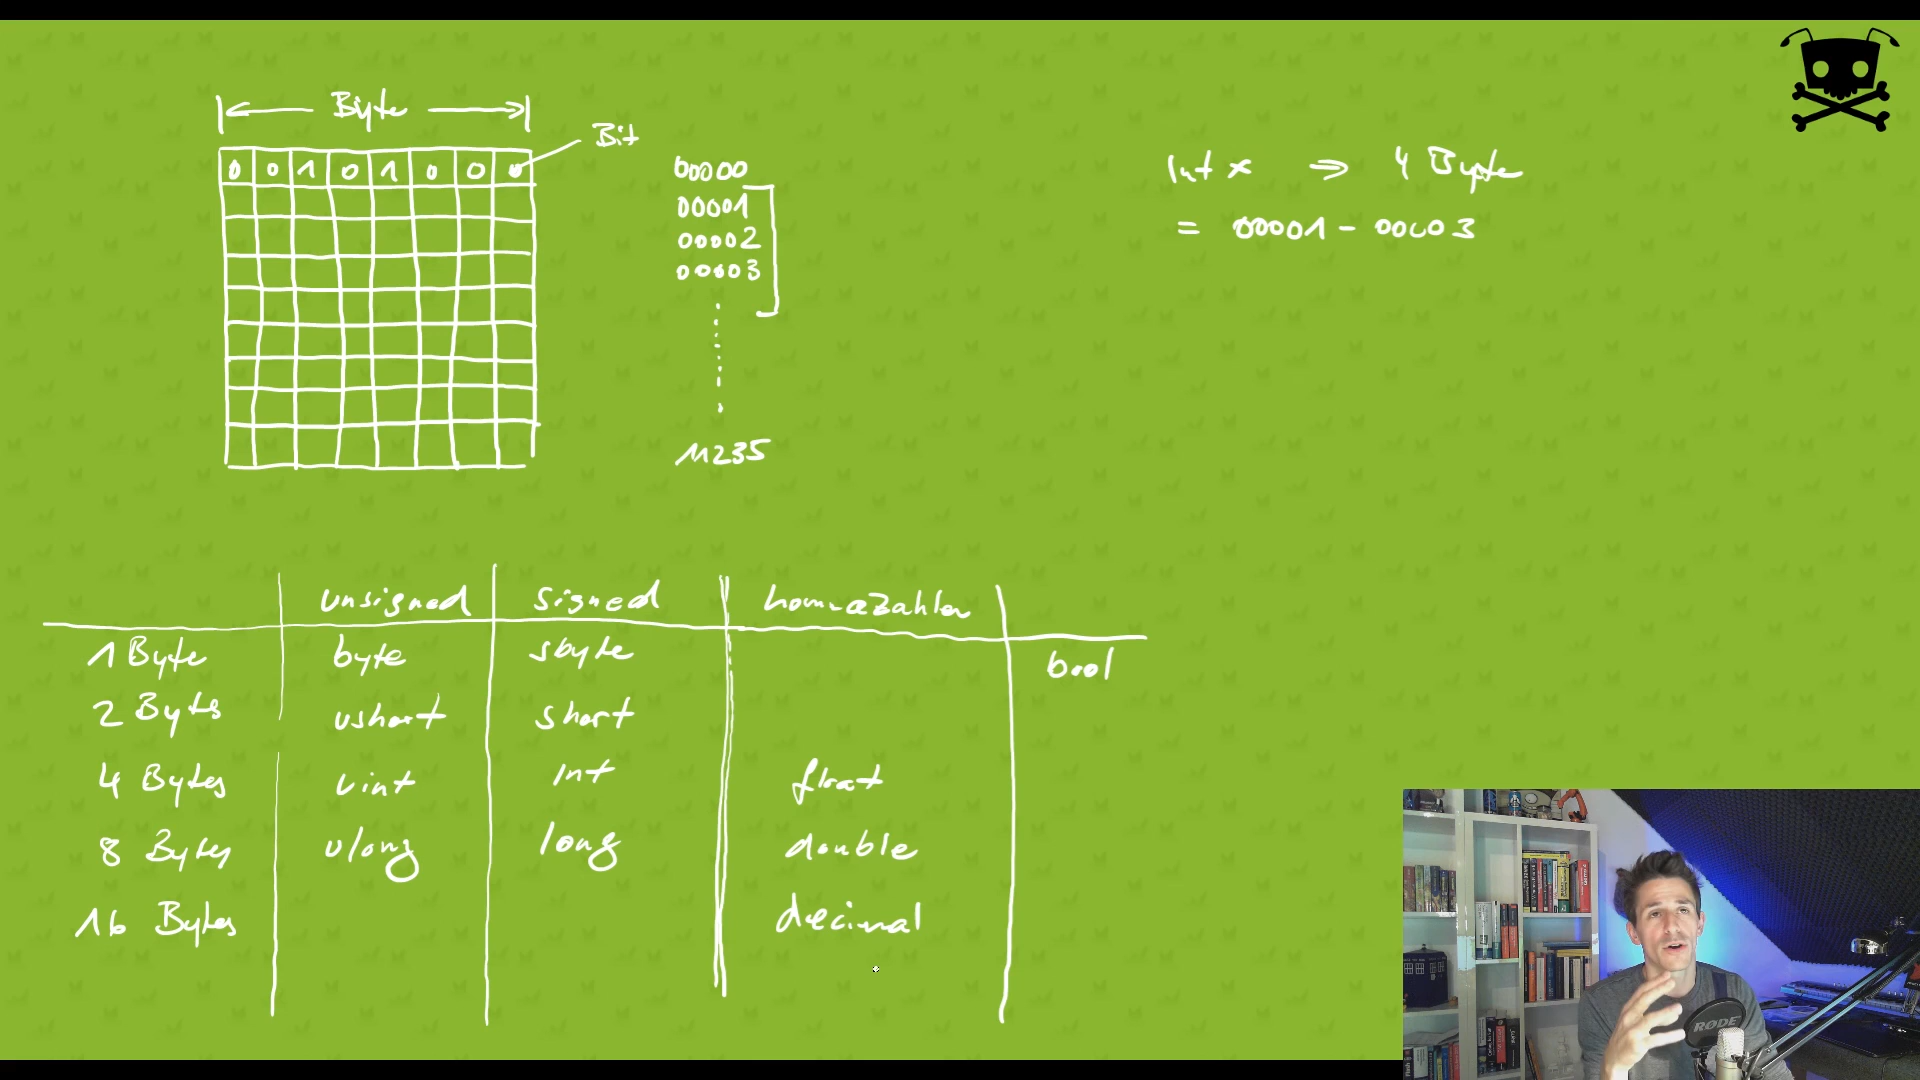 Byte
Bit
0 0 1 0 1 0 0 0
00000
00001
00002
00003
11235
Int x ⇒ 4 Byte
= 00001 - 00003
unsigned signed Kommazahlen
1 Byte byte sbyte bool
2 Bytes ushort short
4 Bytes uint Int float
8 Bytes ulong long double
16 Bytes decimal
RODE